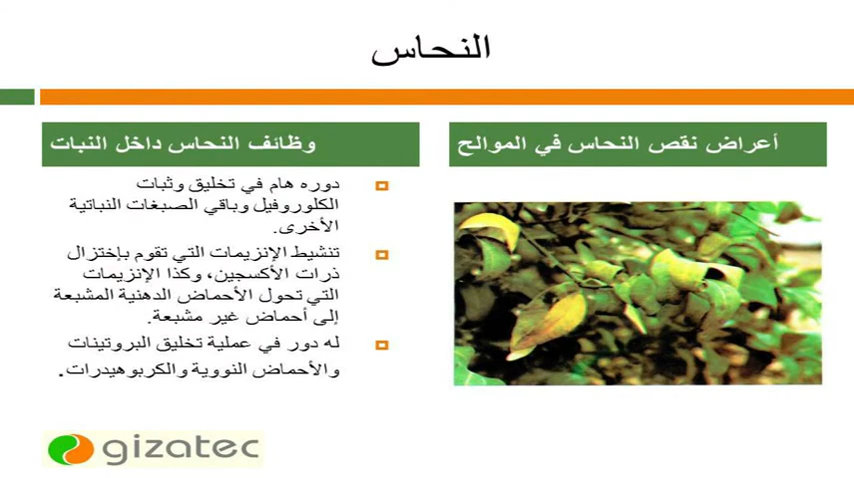 النحاس
أعراض نقص النحاس في الموالح
وظائف النحاس داخل النبات
دوره هام في تخليق وثبات
الكلوروفيل وباقي الصبغات النباتية
الأخرى.
تنشيط الإنزيمات التي تقوم بإختزال
ذرات الأكسجين، وكذا الإنزيمات
التي تحول الأحماض الدهنية المشبعة
إلى أحماض غير مشبعة.
له دور في عملية تخليق البروتينات
والأحماض النووية والكربوهيدرات.
gizatec